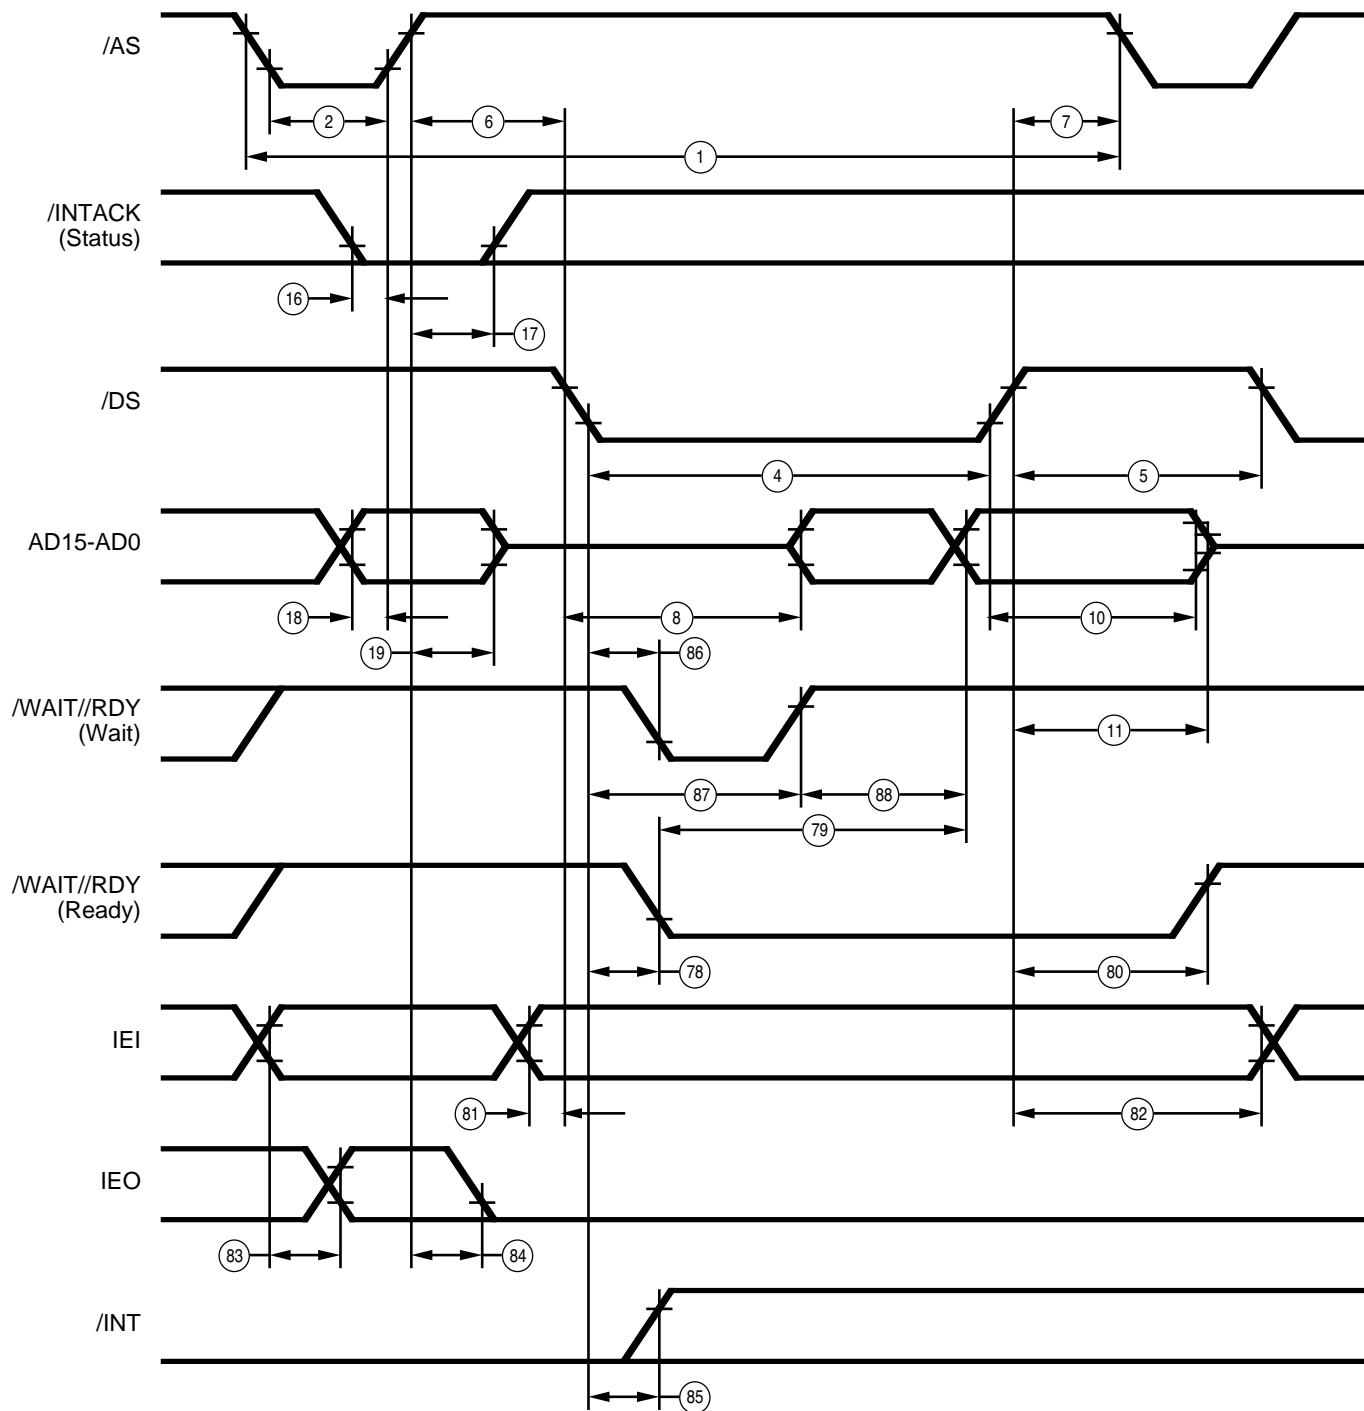 /AS
2
6
7
1
/INTACK
(Status)
16
17
/DS
4
5
AD15-AD0
18
8
10
19
86
/WAIT//RDY
(Wait)
11
87
88
79
/WAIT//RDY
(Ready)
78
80
IEI
81
82
IEO
83
84
/INT
85